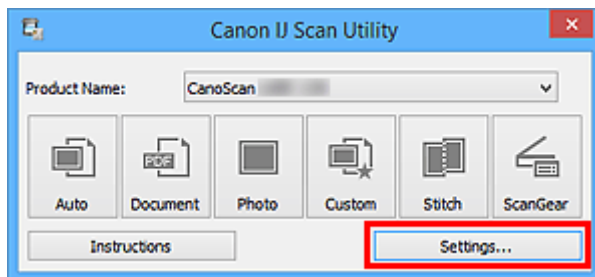 Canon IJ Scan Utility
Product Name: CanoScan
PDF
Auto Document Photo Custom Stitch ScanGear
Instructions Settings...